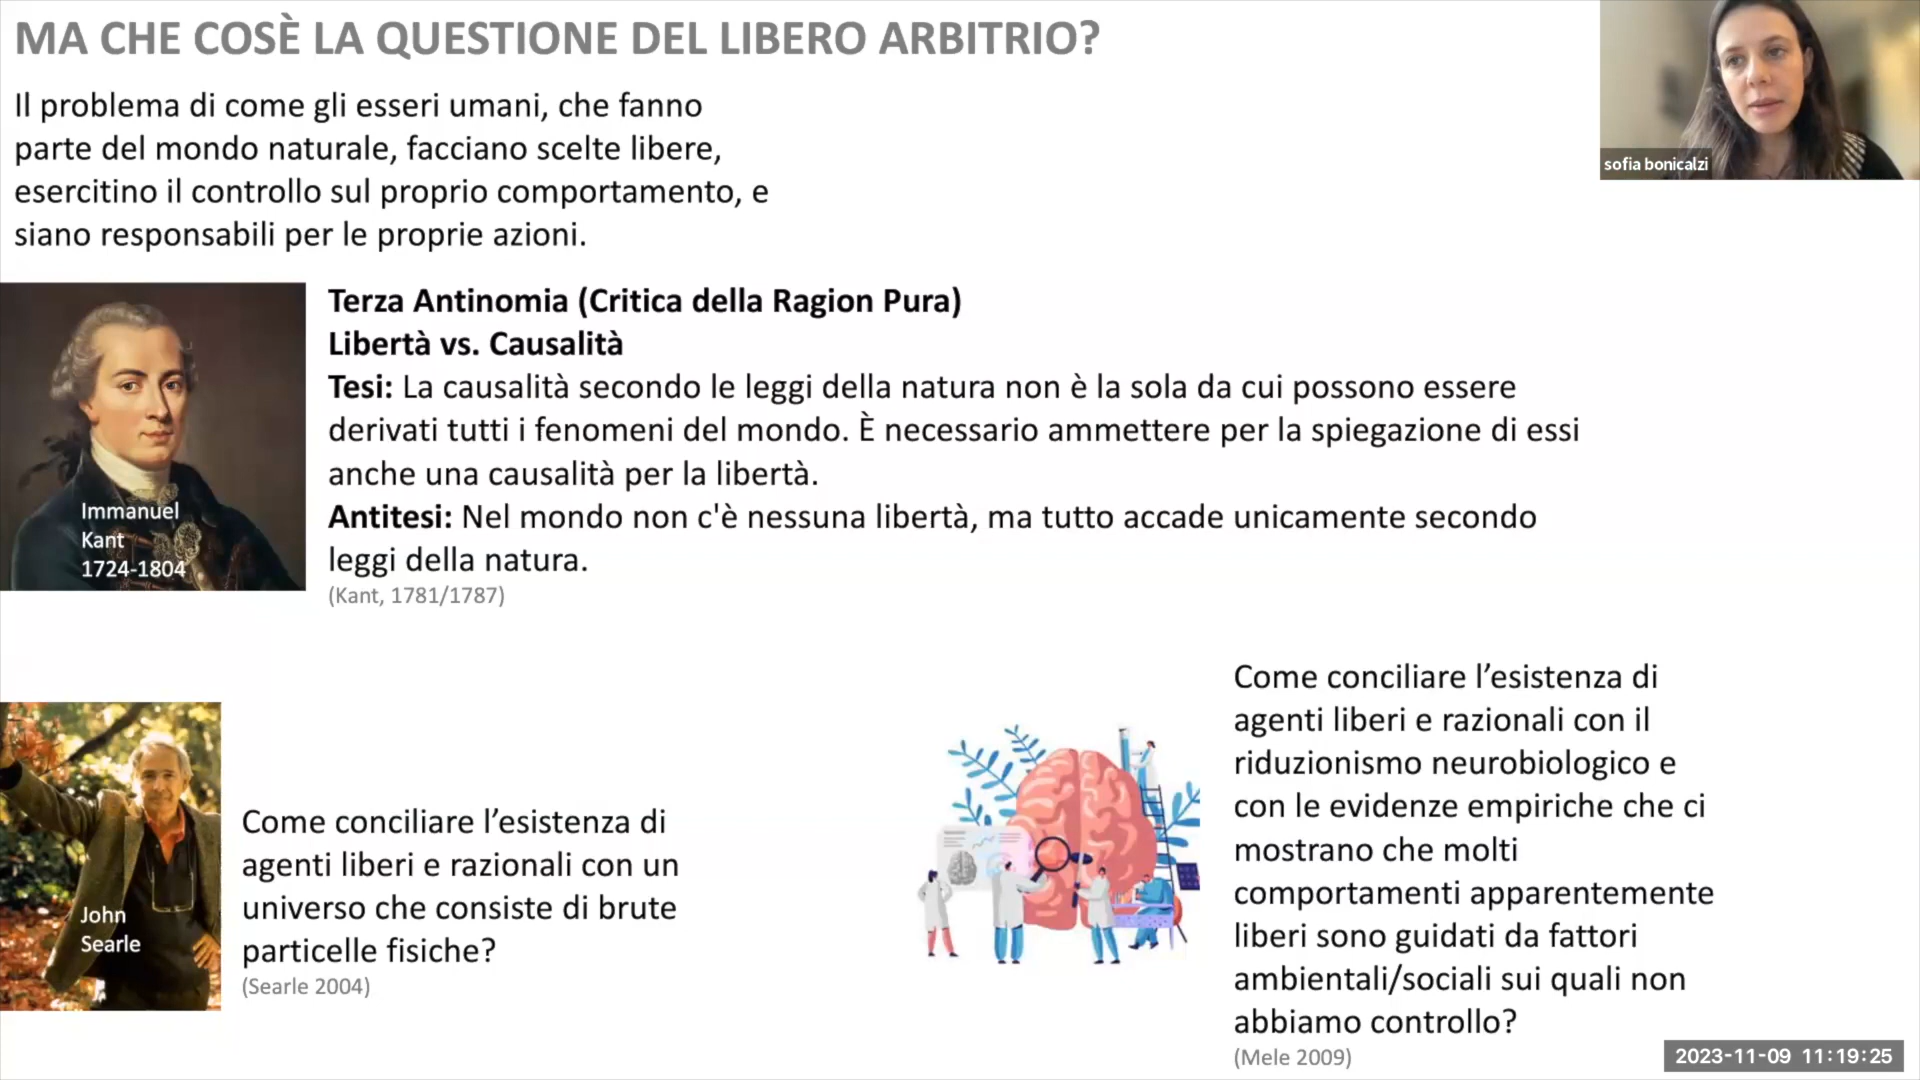 MA CHE COSÈ LA QUESTIONE DEL LIBERO ARBITRIO?
Il problema di come gli esseri umani, che fanno
parte del mondo naturale, facciano scelte libere,
esercitino il controllo sul proprio comportamento, e
siano responsabili per le proprie azioni.
sofia bonicalzi
Immanuel
Kant
1724-1804
Terza Antinomia (Critica della Ragion Pura)
Libertà vs. Causalità
Tesi: La causalità secondo le leggi della natura non è la sola da cui possono essere
derivati tutti i fenomeni del mondo. È necessario ammettere per la spiegazione di essi
anche una causalità per la libertà.
Antitesi: Nel mondo non c'è nessuna libertà, ma tutto accade unicamente secondo
leggi della natura.
(Kant, 1781/1787)
John
Searle
Come conciliare l’esistenza di
agenti liberi e razionali con un
universo che consiste di brute
particelle fisiche?
(Searle 2004)
Come conciliare l’esistenza di
agenti liberi e razionali con il
riduzionismo neurobiologico e
con le evidenze empiriche che ci
mostrano che molti
comportamenti apparentemente
liberi sono guidati da fattori
ambientali/sociali sui quali non
abbiamo controllo?
(Mele 2009)
2023-11-09 11:19:25